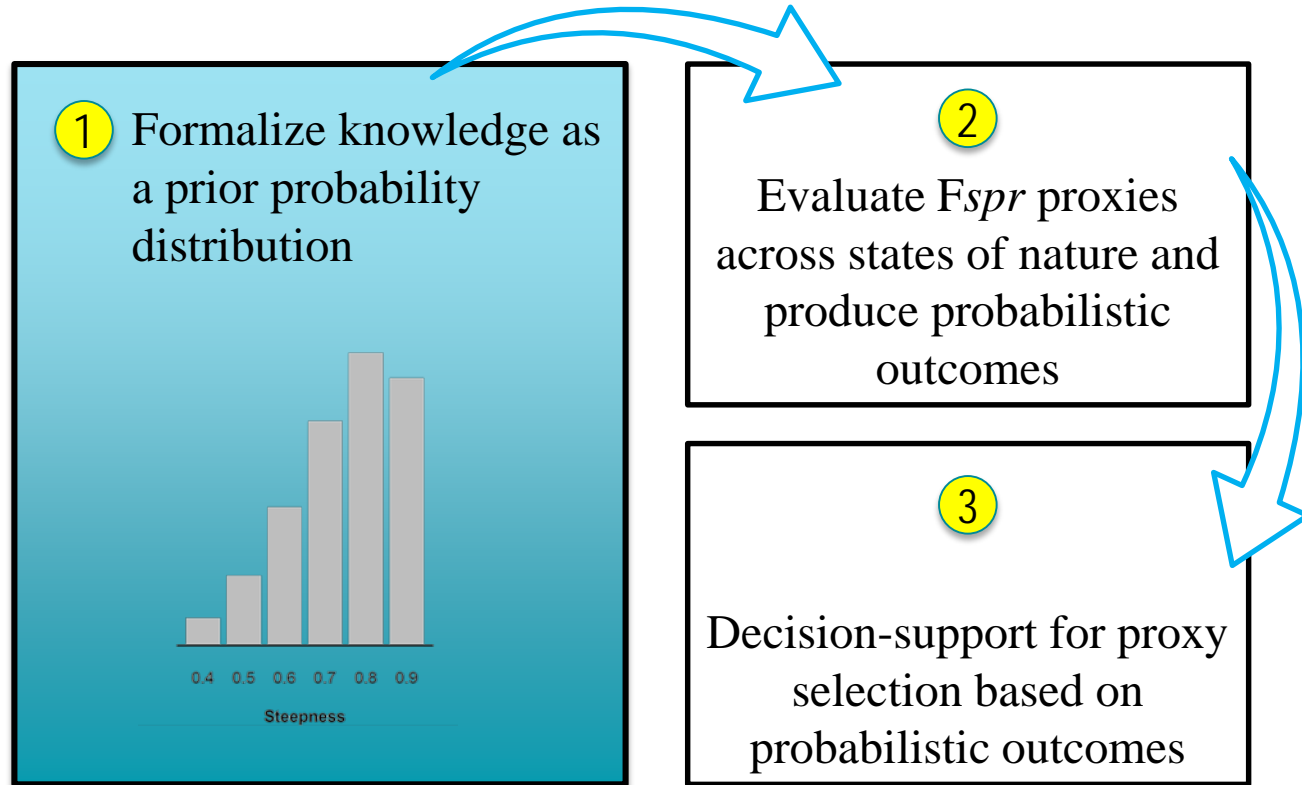 1 Formalize knowledge as
a prior probability
distribution
0.4 0.5 0.6 0.7 0.8 0.9
Steepness
2
Evaluate Fspr proxies
across states of nature and
produce probabilistic
outcomes
3
Decision-support for proxy
selection based on
probabilistic outcomes